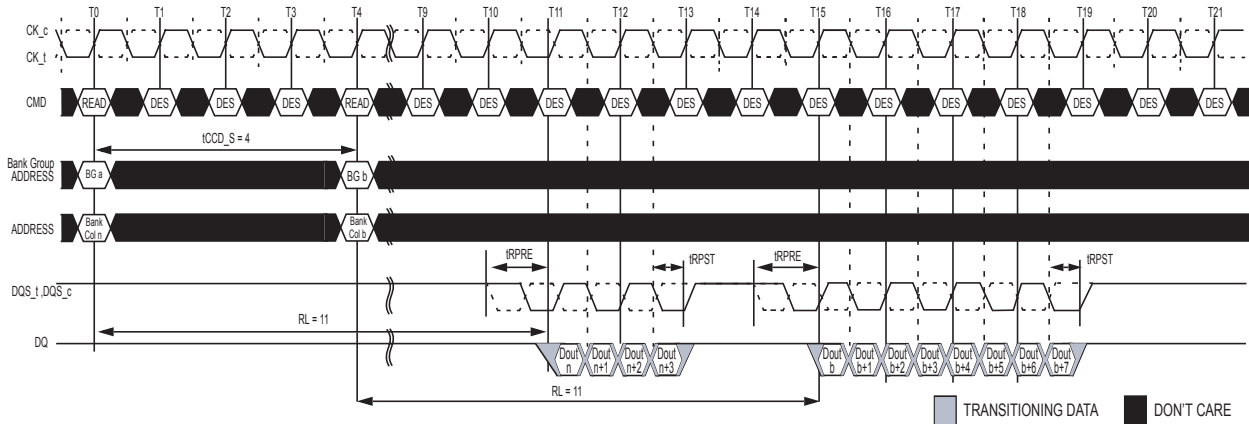 T0 T1 T2 T3 T4 T9 T10 T11 T12 T13 T14 T15 T16 T17 T18 T19 T20 T21
CK_c
CK_t
CMD READ DES DES DES READ DES DES DES DES DES DES DES DES DES DES DES DES DES
tCCD_S = 4
Bank Group
ADDRESS BG a BG b
ADDRESS Bank Col n Bank Col b
tRPRE tRPST tRPRE tRPST
DQS_t ,DQS_c
RL = 11
DQ Dout n Dout n+1 Dout n+2 Dout n+3 Dout b Dout b+1 Dout b+2 Dout b+3 Dout b+4 Dout b+5 Dout b+6 Dout b+7
RL = 11
TRANSITIONING DATA DON'T CARE